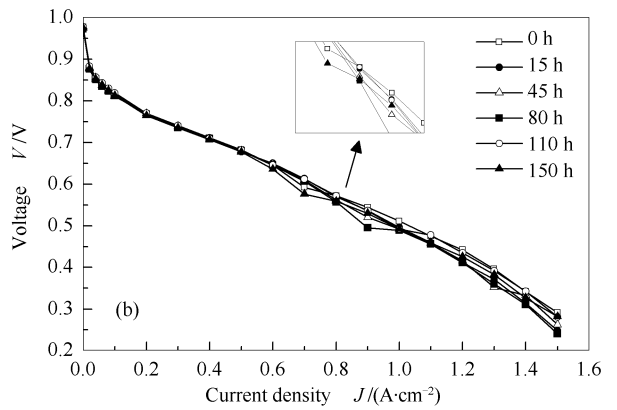 1.0
0.9
0.8
0.7
0.6
0.5
0.4
0.3
0.2
Voltage V/V
0 h
15 h
45 h
80 h
110 h
150 h
(b)
0.0 0.2 0.4 0.6 0.8 1.0 1.2 1.4 1.6
Current density J/(A·cm⁻²)